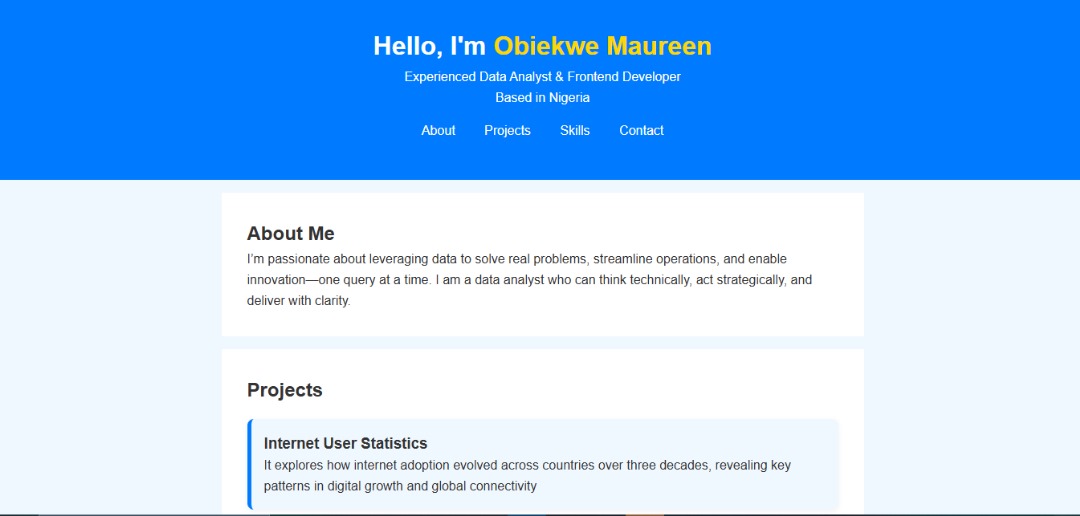 Hello, I'm Obiekwe Maureen
Experienced Data Analyst & Frontend Developer
Based in Nigeria
About Projects Skills Contact
About Me
I’m passionate about leveraging data to solve real problems, streamline operations, and enable
innovation—one query at a time. I am a data analyst who can think technically, act strategically, and
deliver with clarity.
Projects
Internet User Statistics
It explores how internet adoption evolved across countries over three decades, revealing key
patterns in digital growth and global connectivity